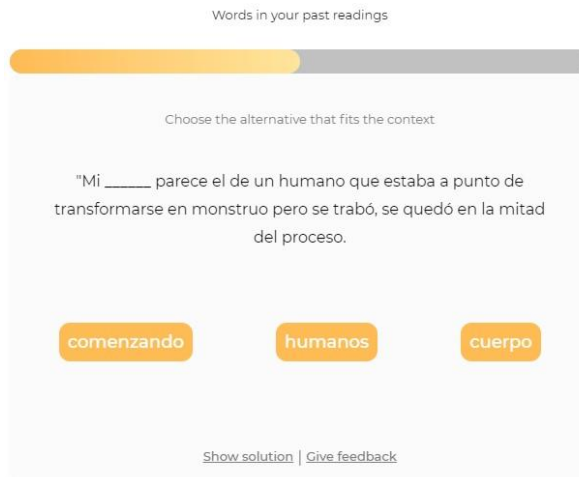 Words in your past readings
Choose the alternative that fits the context
"Mi ______ parece el de un humano que estaba a punto de
transformarse en monstruo pero se trabó, se quedó en la mitad
del proceso.
comenzando humanos cuerpo
Show solution | Give feedback